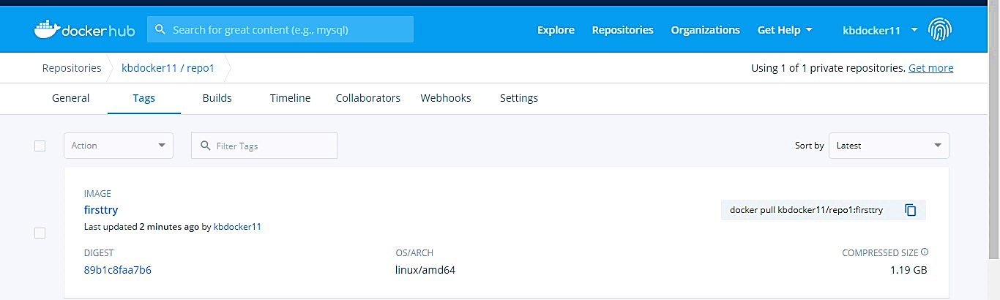 dockerhub Search for great content (e.g., mysql) Explore Repositories Organizations Get Help kbdocker11
Repositories kbdocker11 / repo1 Using 1 of 1 private repositories. Get more
General Tags Builds Timeline Collaborators Webhooks Settings
Action Filter Tags Sort by Latest
IMAGE
firsttry
docker pull kbdocker11/repo1:firsttry
Last updated 2 minutes ago by kbdocker11
DIGEST OS/ARCH COMPRESSED SIZE
89b1c8faa7b6 linux/amd64 1.19 GB